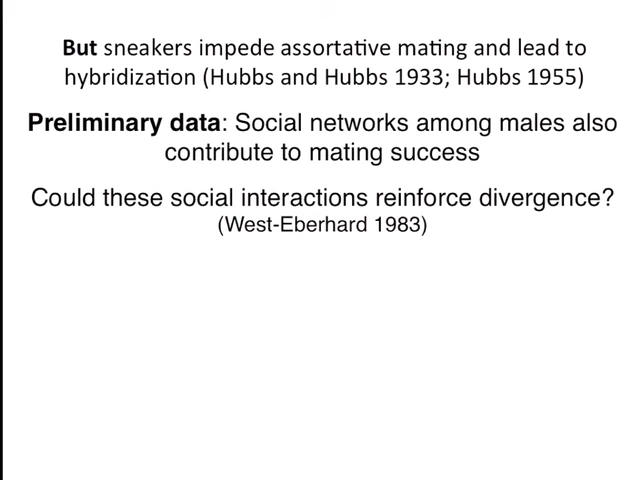 But sneakers impede assortative mating and lead to
hybridization (Hubbs and Hubbs 1933; Hubbs 1955)
Preliminary data: Social networks among males also
contribute to mating success
Could these social interactions reinforce divergence?
(West-Eberhard 1983)